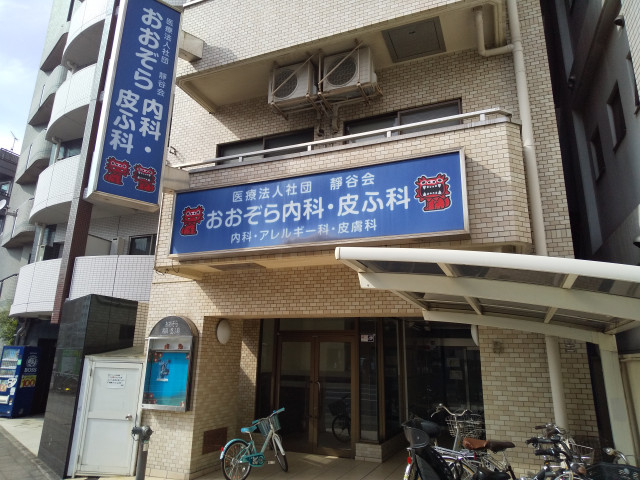 医療法人社団 靜谷会
おおぞら内科・皮ふ科
医療法人社団 靜谷会
おおぞら内科・皮ふ科
内科・アレルギー科・皮膚科